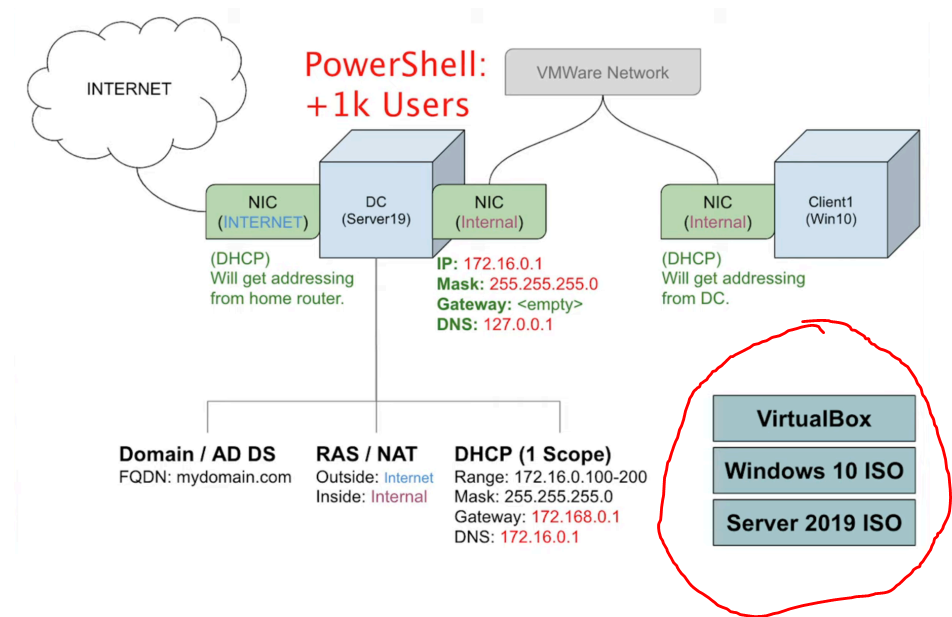 INTERNET
PowerShell:
+1k Users
VMWare Network
NIC
(INTERNET)
DC
(Server19)
NIC
(Internal)
NIC
(Internal)
Client1
(Win10)
(DHCP)
Will get addressing
from home router.
IP: 172.16.0.1
Mask: 255.255.255.0
Gateway: <empty>
DNS: 127.0.0.1
(DHCP)
Will get addressing
from DC.
Domain / AD DS
FQDN: mydomain.com
RAS / NAT
Outside: Internet
Inside: Internal
DHCP (1 Scope)
Range: 172.16.0.100-200
Mask: 255.255.255.0
Gateway: 172.168.0.1
DNS: 172.16.0.1
VirtualBox
Windows 10 ISO
Server 2019 ISO